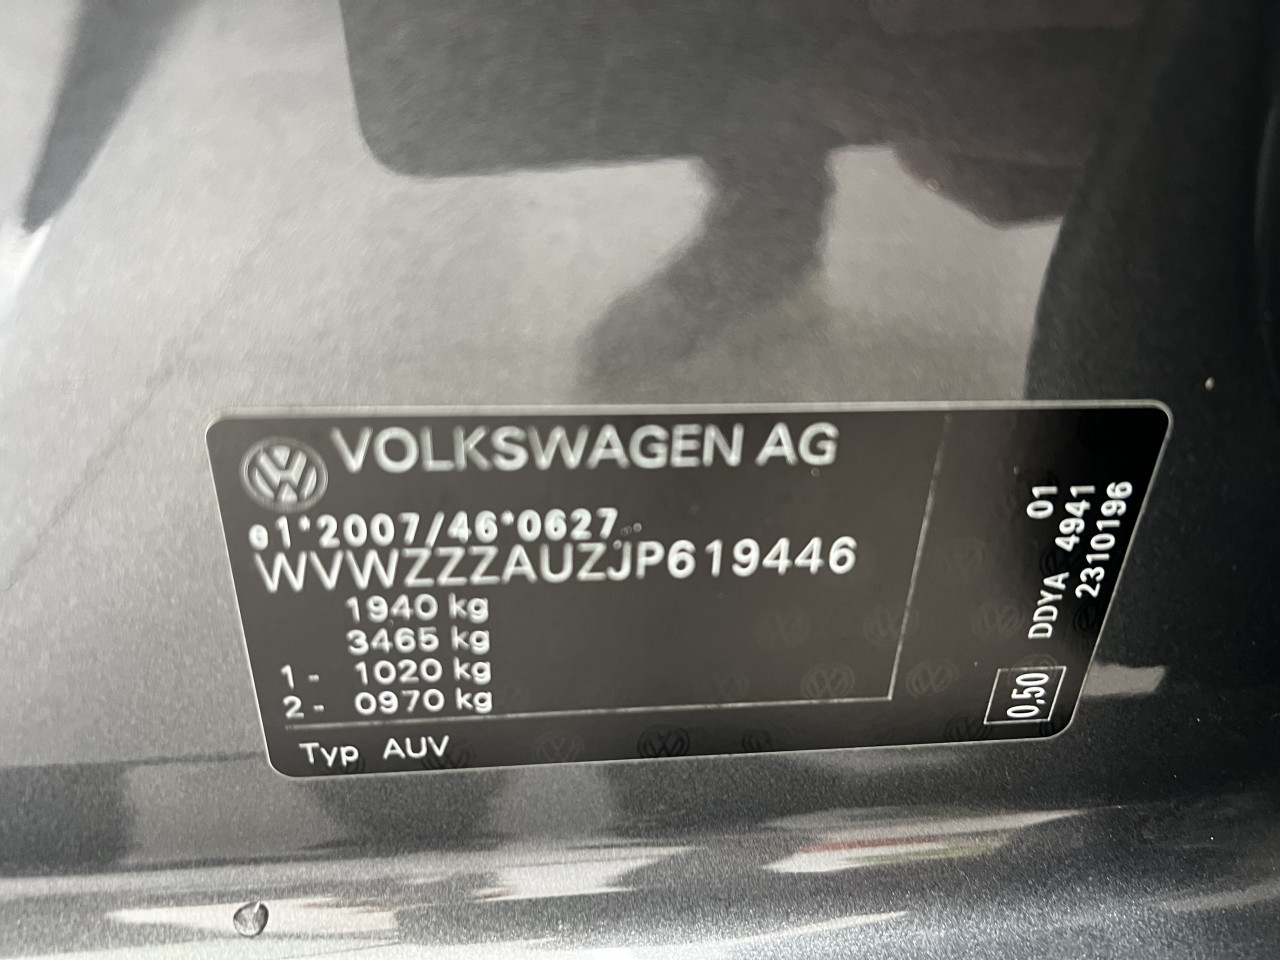 VOLKSWAGEN AG
e1*2007/46*0627
WVWZZZAUZJP619446
1940 kg
3465 kg
1 - 1020 kg
2 - 0970 kg
Typ AUV
DDYA 01
4941
2310196
0,50